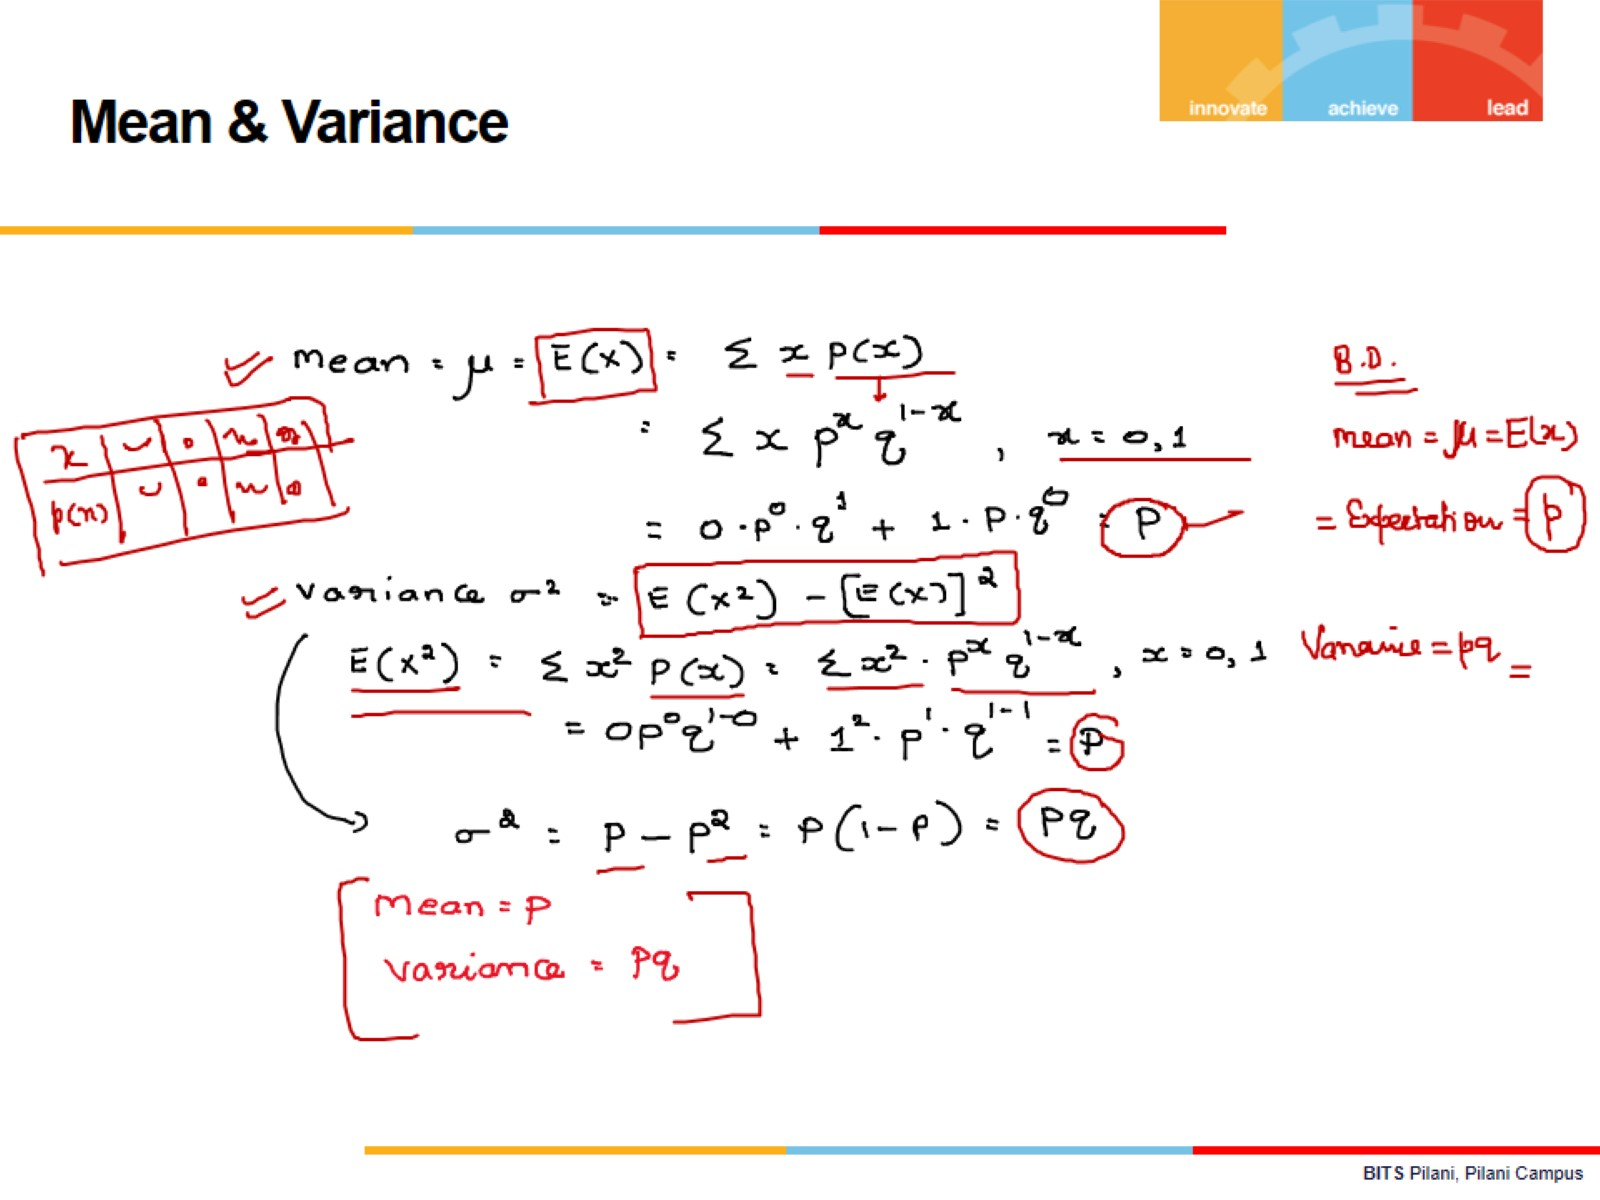 innovate achieve lead
Mean & Variance
mean = μ = E(X) = Σ x P(x)
= Σ x p^x q^{1-x} , x = 0, 1
= 0 · p^0 · q^1 + 1 · p · q^0 = P
x
p(x)
variance σ² = E(X²) - [E(X)]²
E(X²) = Σ x² P(x) = Σ x² · p^x q^{1-x} , x = 0, 1
= 0p^0 q^{1-0} + 1² · p^1 · q^{1-1} = P
σ² = P - P² = P(1-P) = Pq
mean = P
variance = Pq
B.D.
mean = μ = E(x)
= Expectation = p
Variance = pq =
BITS Pilani, Pilani Campus